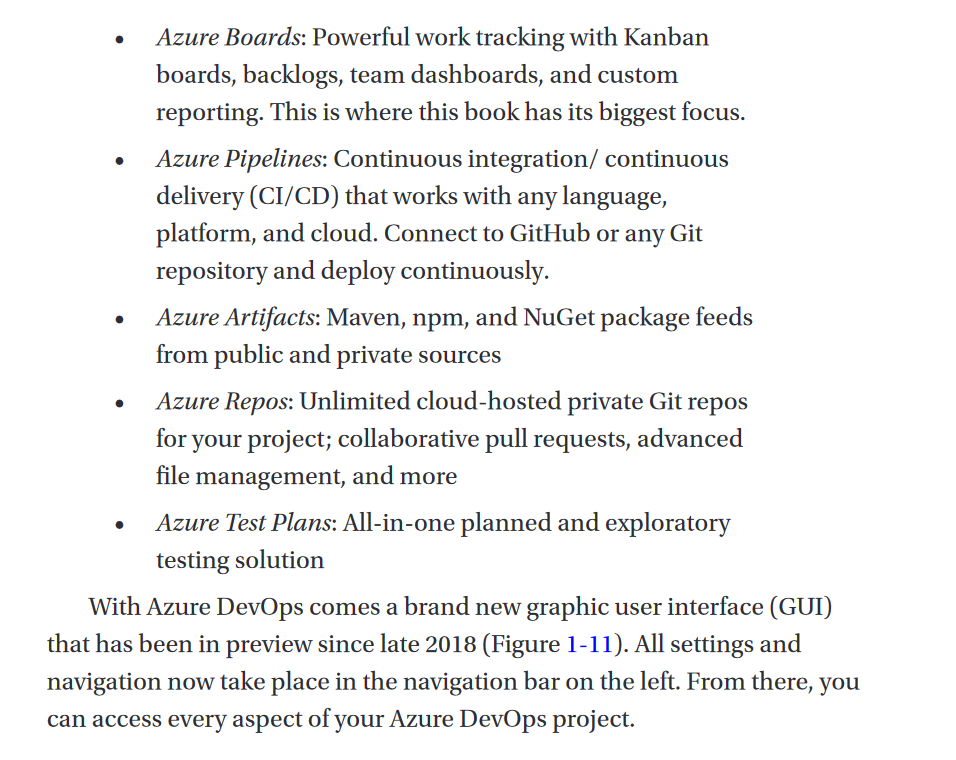 • Azure Boards: Powerful work tracking with Kanban
boards, backlogs, team dashboards, and custom
reporting. This is where this book has its biggest focus.
• Azure Pipelines: Continuous integration/ continuous
delivery (CI/CD) that works with any language,
platform, and cloud. Connect to GitHub or any Git
repository and deploy continuously.
• Azure Artifacts: Maven, npm, and NuGet package feeds
from public and private sources
• Azure Repos: Unlimited cloud-hosted private Git repos
for your project; collaborative pull requests, advanced
file management, and more
• Azure Test Plans: All-in-one planned and exploratory
testing solution
With Azure DevOps comes a brand new graphic user interface (GUI)
that has been in preview since late 2018 (Figure 1-11). All settings and
navigation now take place in the navigation bar on the left. From there, you
can access every aspect of your Azure DevOps project.